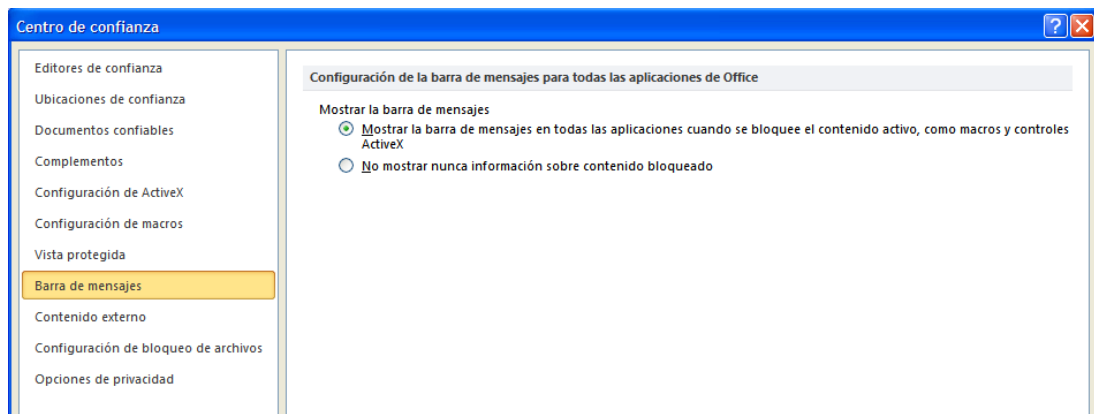 Centro de confianza
Editores de confianza
Ubicaciones de confianza
Documentos confiables
Complementos
Configuración de ActiveX
Configuración de macros
Vista protegida
Barra de mensajes
Contenido externo
Configuración de bloqueo de archivos
Opciones de privacidad
Configuración de la barra de mensajes para todas las aplicaciones de Office
Mostrar la barra de mensajes
Mostrar la barra de mensajes en todas las aplicaciones cuando se bloquee el contenido activo, como macros y controles
ActiveX
No mostrar nunca información sobre contenido bloqueado